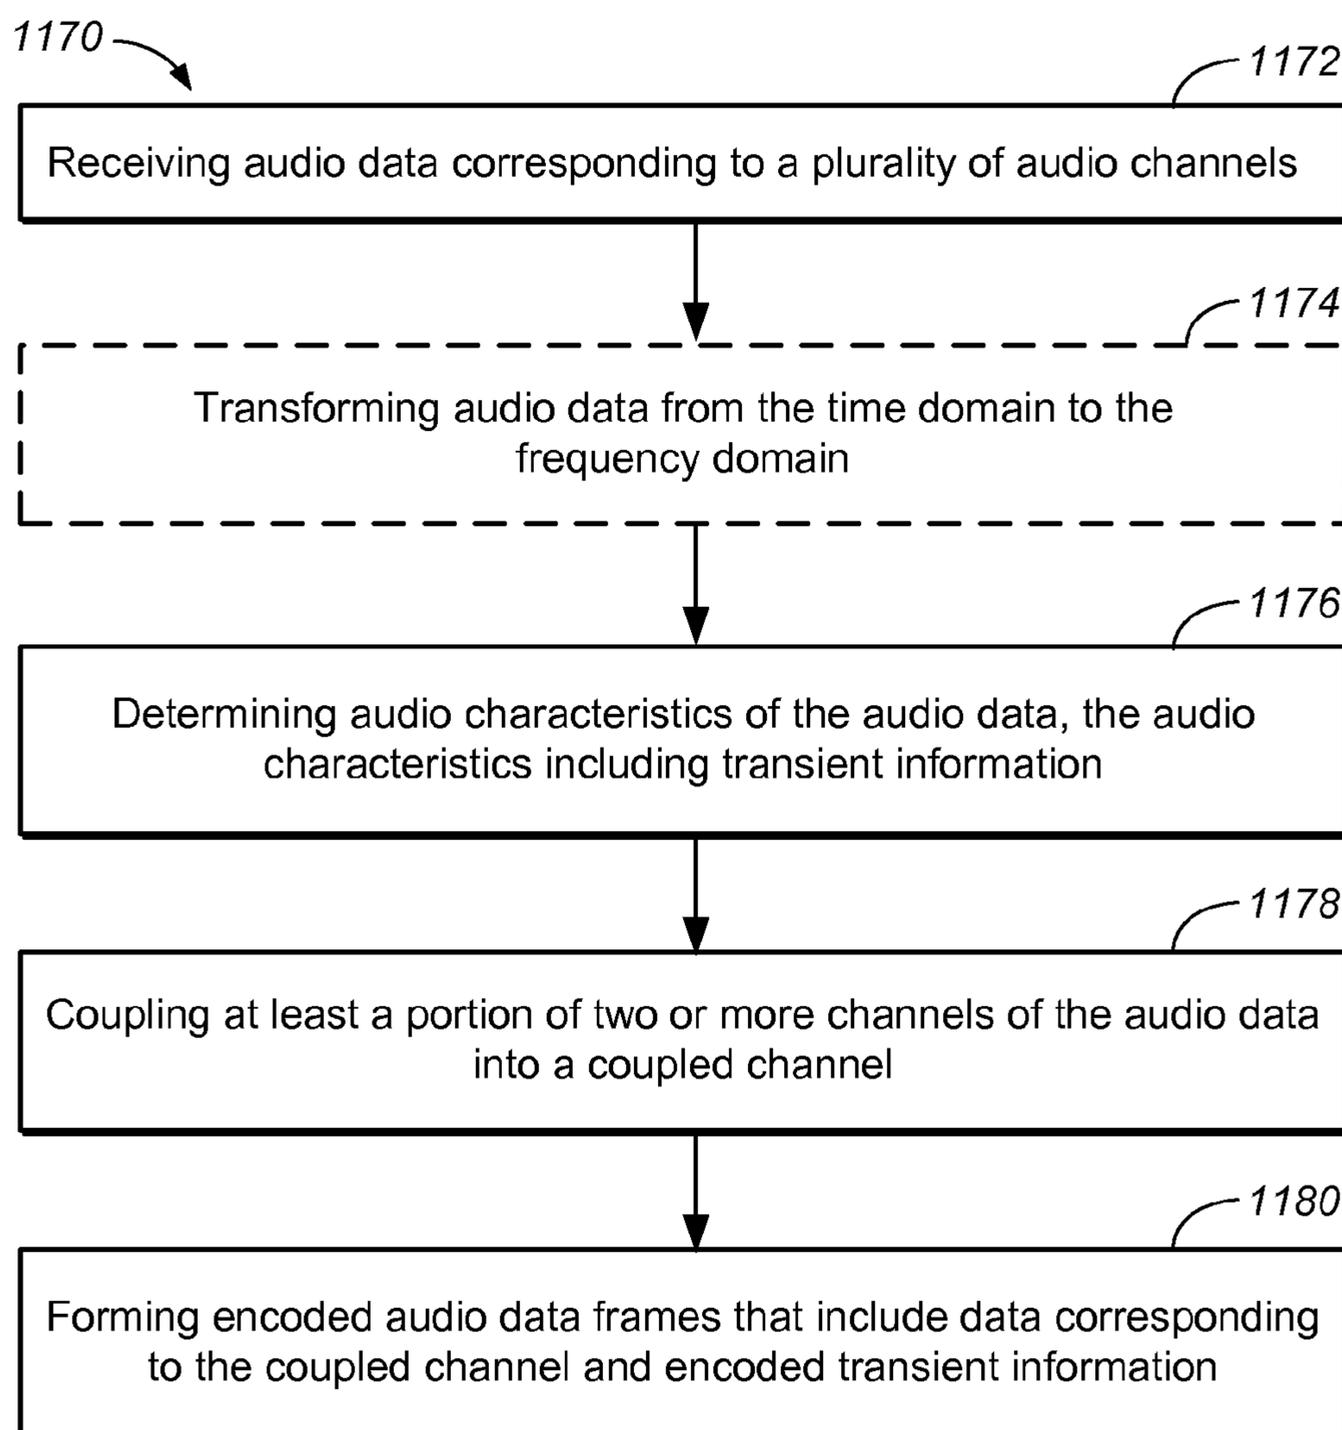 1170
1172
Receiving audio data corresponding to a plurality of audio channels
1174
Transforming audio data from the time domain to the
frequency domain
1176
Determining audio characteristics of the audio data, the audio
characteristics including transient information
1178
Coupling at least a portion of two or more channels of the audio data
into a coupled channel
1180
Forming encoded audio data frames that include data corresponding
to the coupled channel and encoded transient information